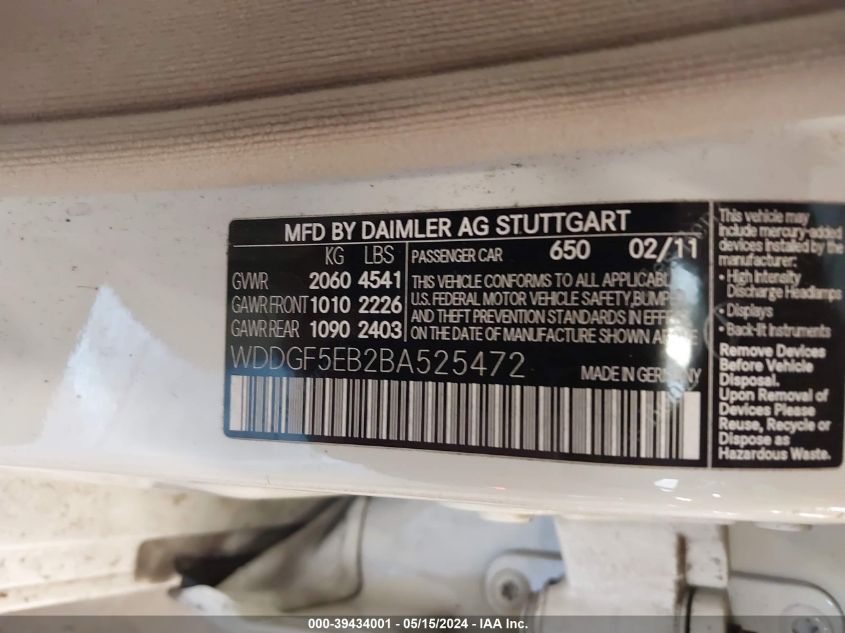 MFD BY DAIMLER AG STUTTGART
KG LBS
PASSENGER CAR 650 02/11
GVWR 2060 4541
GAWR FRONT 1010 2226
GAWR REAR 1090 2403
THIS VEHICLE CONFORMS TO ALL APPLICABLE
U.S. FEDERAL MOTOR VEHICLE SAFETY, BUMPER
AND THEFT PREVENTION STANDARDS IN EFFECT
ON THE DATE OF MANUFACTURE SHOWN
WDDGF5EB2BA525472
MADE IN GERMANY
This vehicle may
include mercury-added
devices installed by the
manufacturer:
• High Intensity
Discharge Headlamps
• Displays
• Back-lit Instruments
Remove Devices
Before Vehicle
Disposal.
Upon Removal of
Devices Please
Reuse, Recycle or
Dispose as
Hazardous Waste.
000-39434001 - 05/15/2024 - IAA Inc.